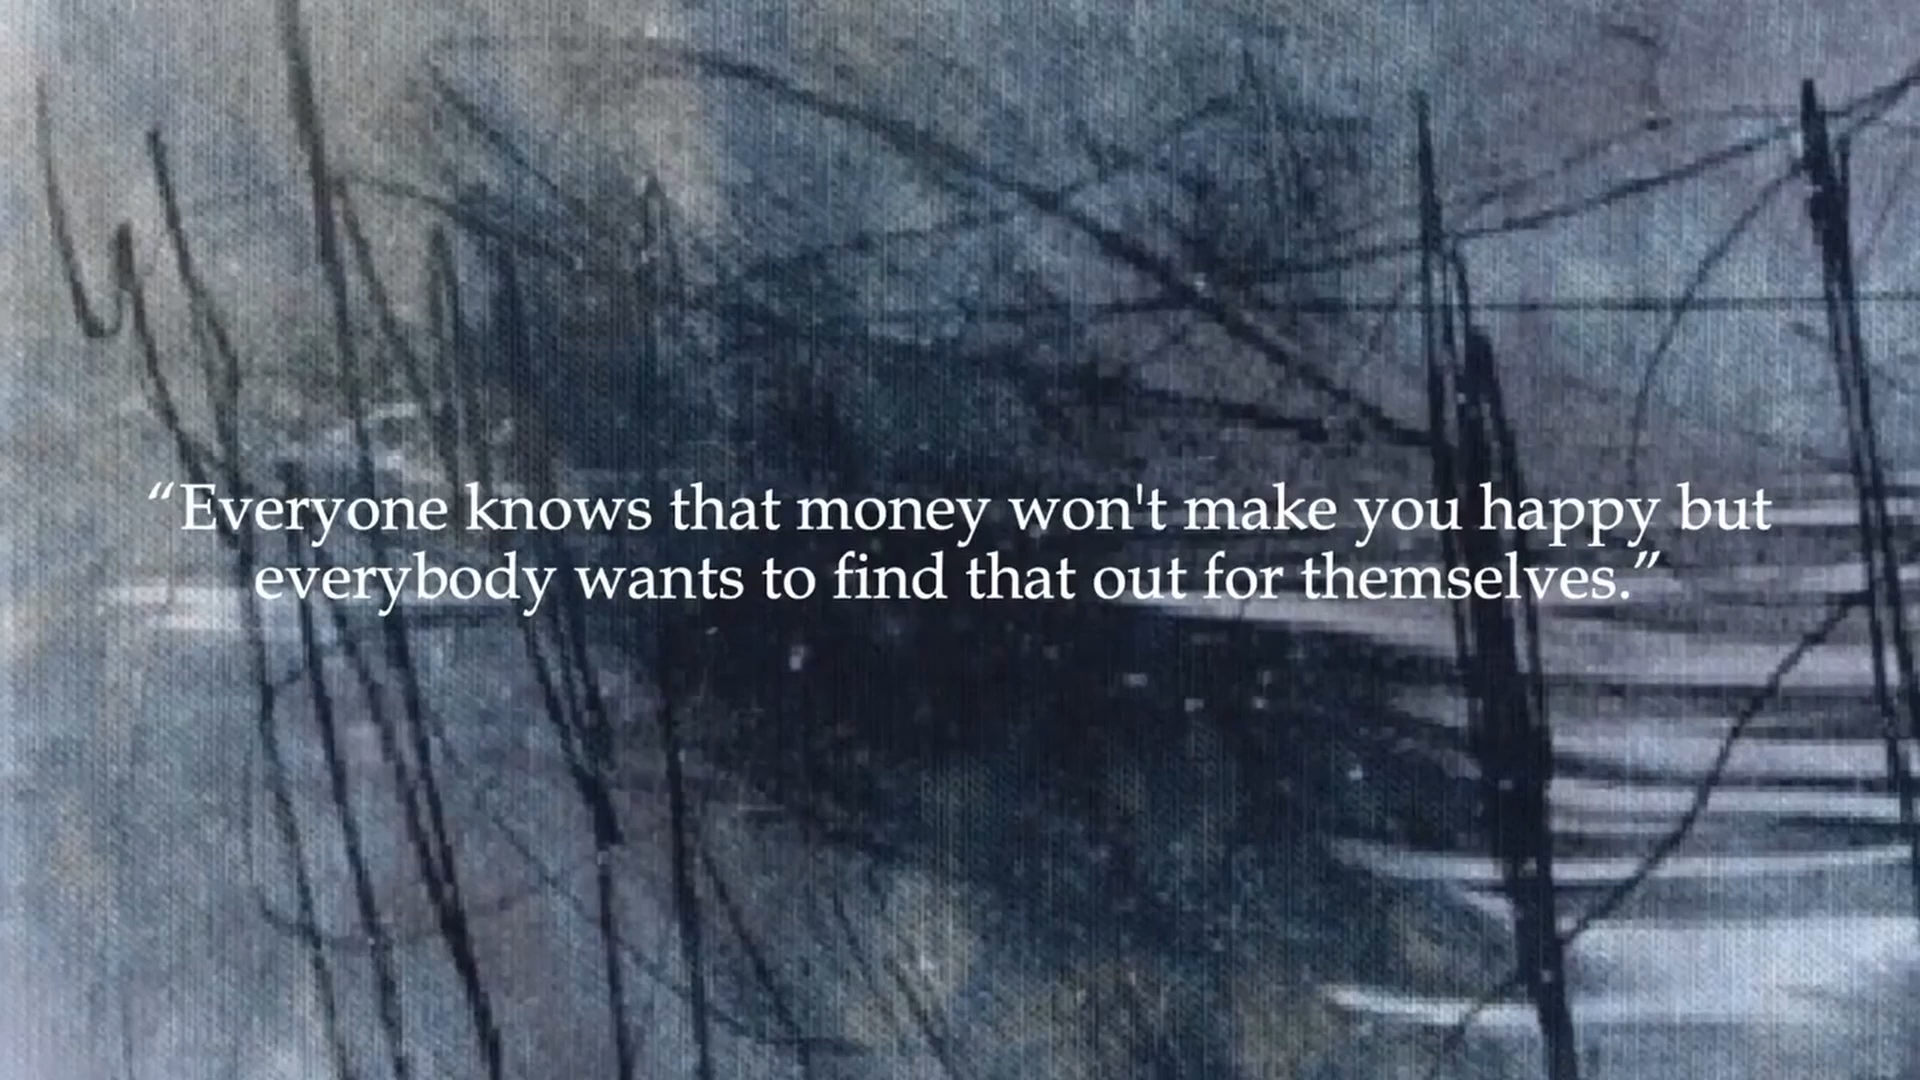 “Everyone knows that money won't make you happy but
everybody wants to find that out for themselves.”